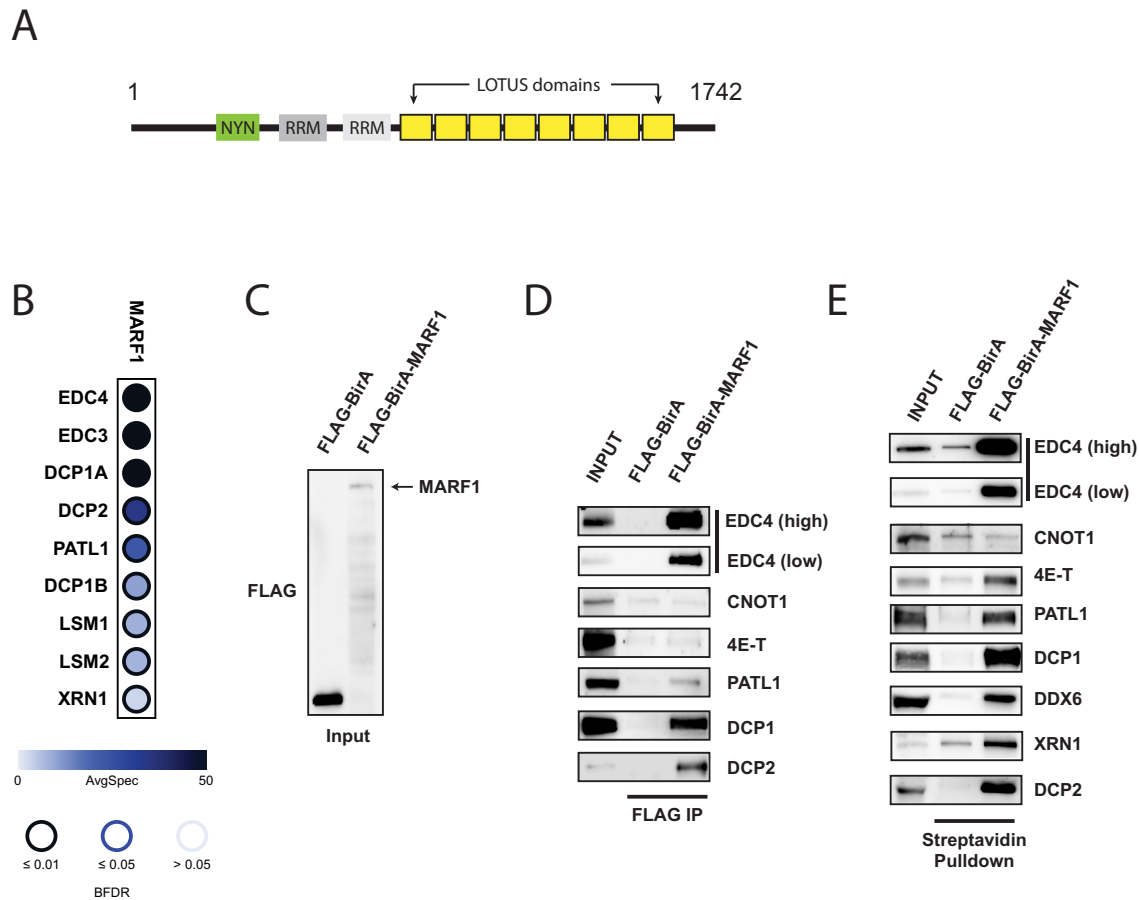 A
1
LOTUS domains
1742
NYN
RRM
RRM
B
MARF1
EDC4
EDC3
DCP1A
DCP2
PATL1
DCP1B
LSM1
LSM2
XRN1
0
AvgSpec
50
≤ 0.01
≤ 0.05
> 0.05
BFDR
C
FLAG-BirA
FLAG-BirA-MARF1
MARF1
FLAG
Input
D
INPUT
FLAG-BirA
FLAG-BirA-MARF1
EDC4 (high)
EDC4 (low)
CNOT1
4E-T
PATL1
DCP1
DCP2
FLAG IP
E
INPUT
FLAG-BirA
FLAG-BirA-MARF1
EDC4 (high)
EDC4 (low)
CNOT1
4E-T
PATL1
DCP1
DDX6
XRN1
DCP2
Streptavidin
Pulldown